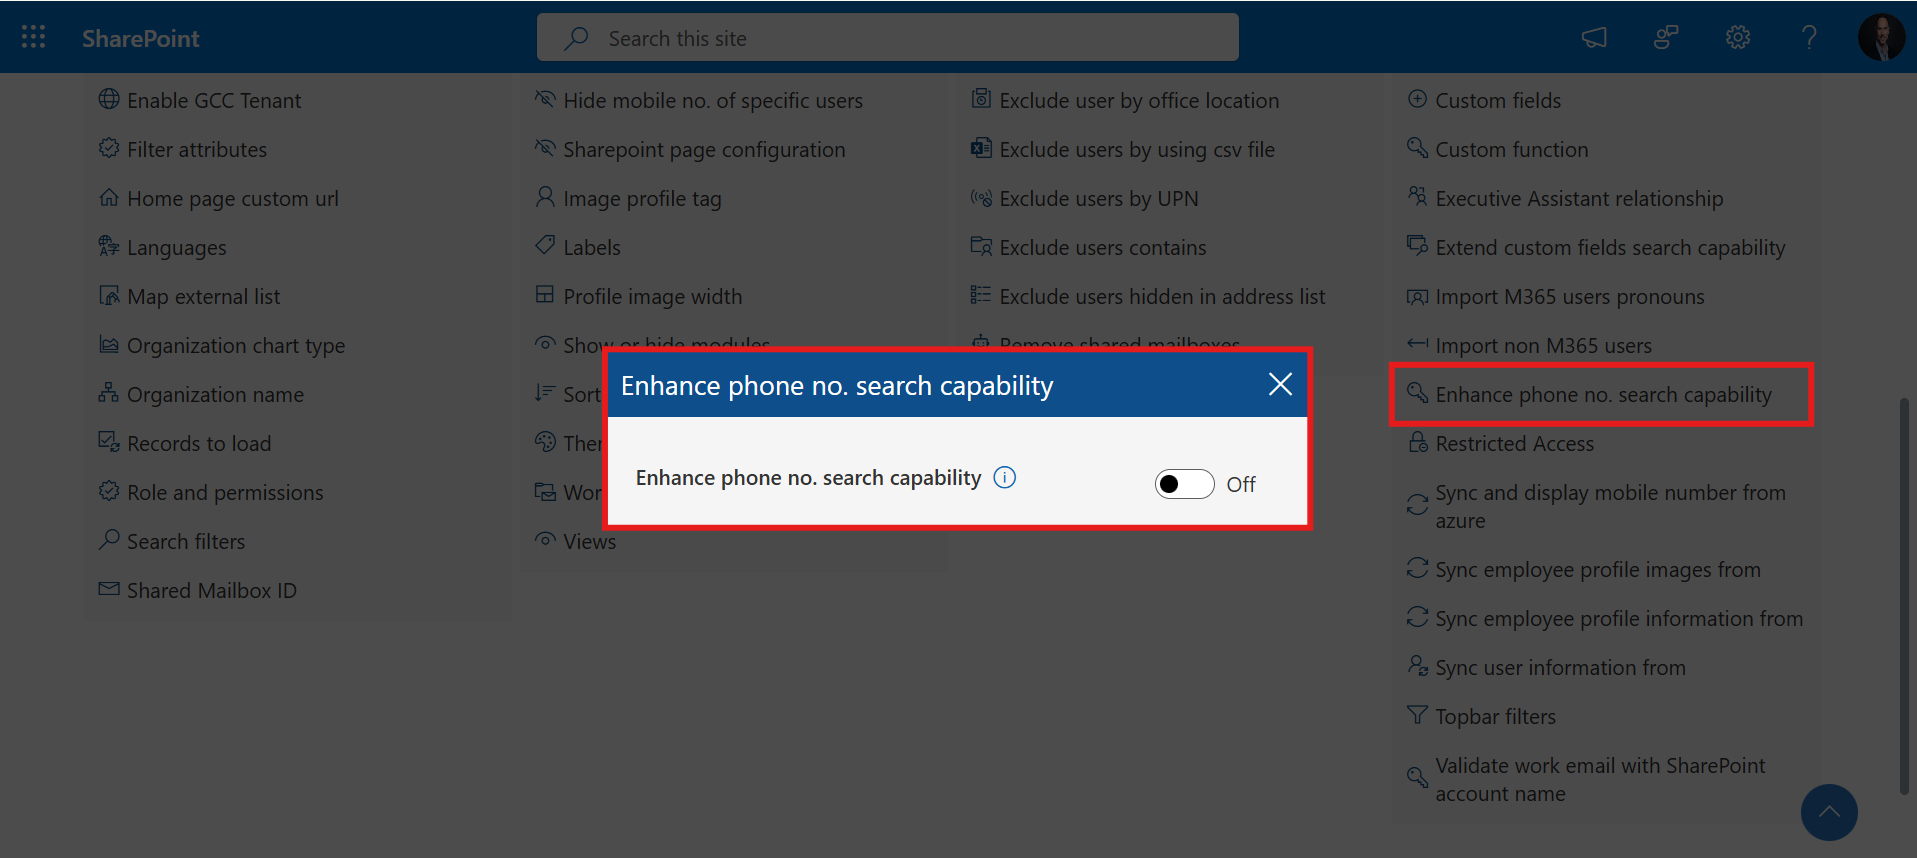 SharePoint
Search this site
Enable GCC Tenant
Filter attributes
Home page custom url
Languages
Map external list
Organization chart type
Organization name
Records to load
Role and permissions
Search filters
Shared Mailbox ID
Hide mobile no. of specific users
Sharepoint page configuration
Image profile tag
Labels
Profile image width
Show or hide modules
Sort
Views
Exclude user by office location
Exclude users by using csv file
Exclude users by UPN
Exclude users contains
Exclude users hidden in address list
Remove shared mailboxes
Enhance phone no. search capability
Enhance phone no. search capability
Off
Custom fields
Custom function
Executive Assistant relationship
Extend custom fields search capability
Import M365 users pronouns
Import non M365 users
Enhance phone no. search capability
Restricted Access
Sync and display mobile number from
azure
Sync employee profile images from
Sync employee profile information from
Sync user information from
Topbar filters
Validate work email with SharePoint
account name